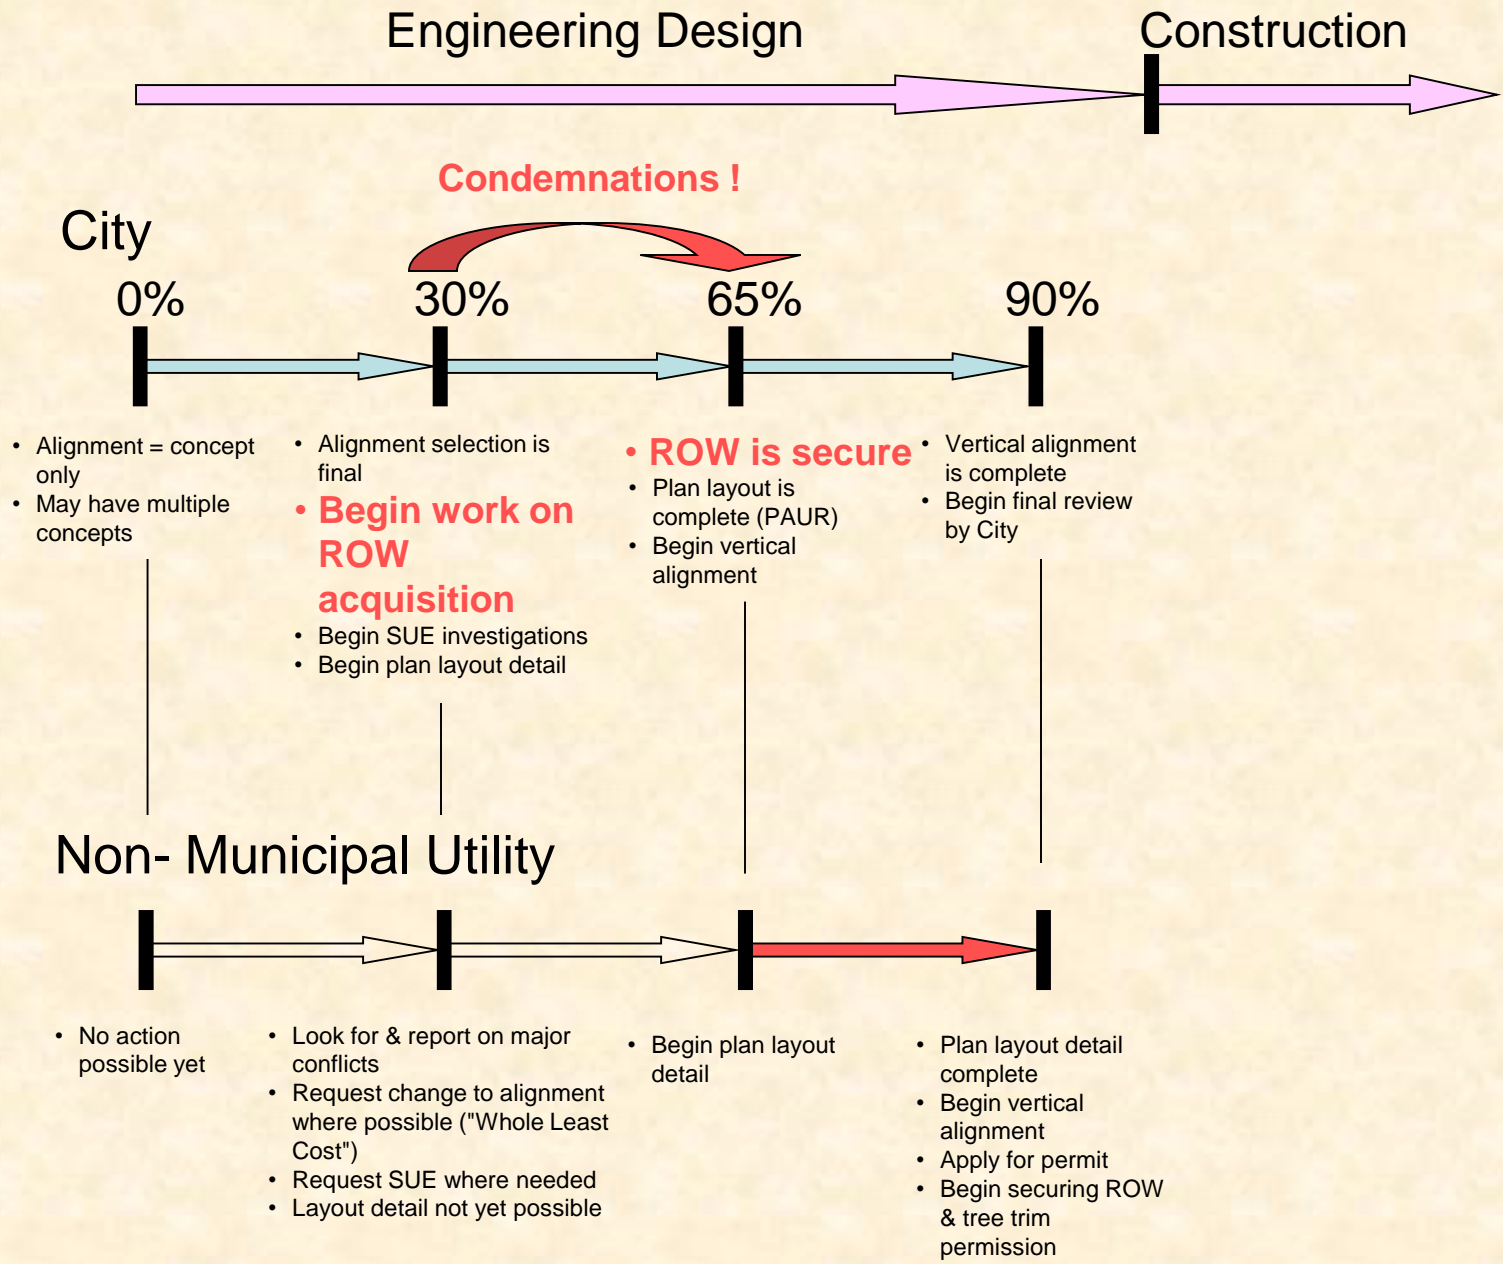 Engineering Design
Construction
Condemnations !
City
0%
30%
65%
90%
• Alignment = concept
only
• May have multiple
concepts
• Alignment selection is
final
• Begin work on
ROW
acquisition
• Begin SUE investigations
• Begin plan layout detail
• ROW is secure
• Plan layout is
complete (PAUR)
• Begin vertical
alignment
• Vertical alignment
is complete
• Begin final review
by City
Non- Municipal Utility
• No action
possible yet
• Look for & report on major
conflicts
• Request change to alignment
where possible ("Whole Least
Cost")
• Request SUE where needed
• Layout detail not yet possible
• Begin plan layout
detail
• Plan layout detail
complete
• Begin vertical
alignment
• Apply for permit
• Begin securing ROW
& tree trim
permission